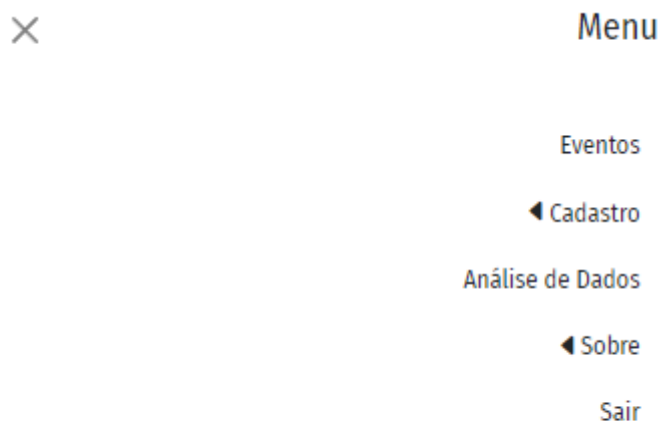 Menu
Eventos
Cadastro
Análise de Dados
Sobre
Sair